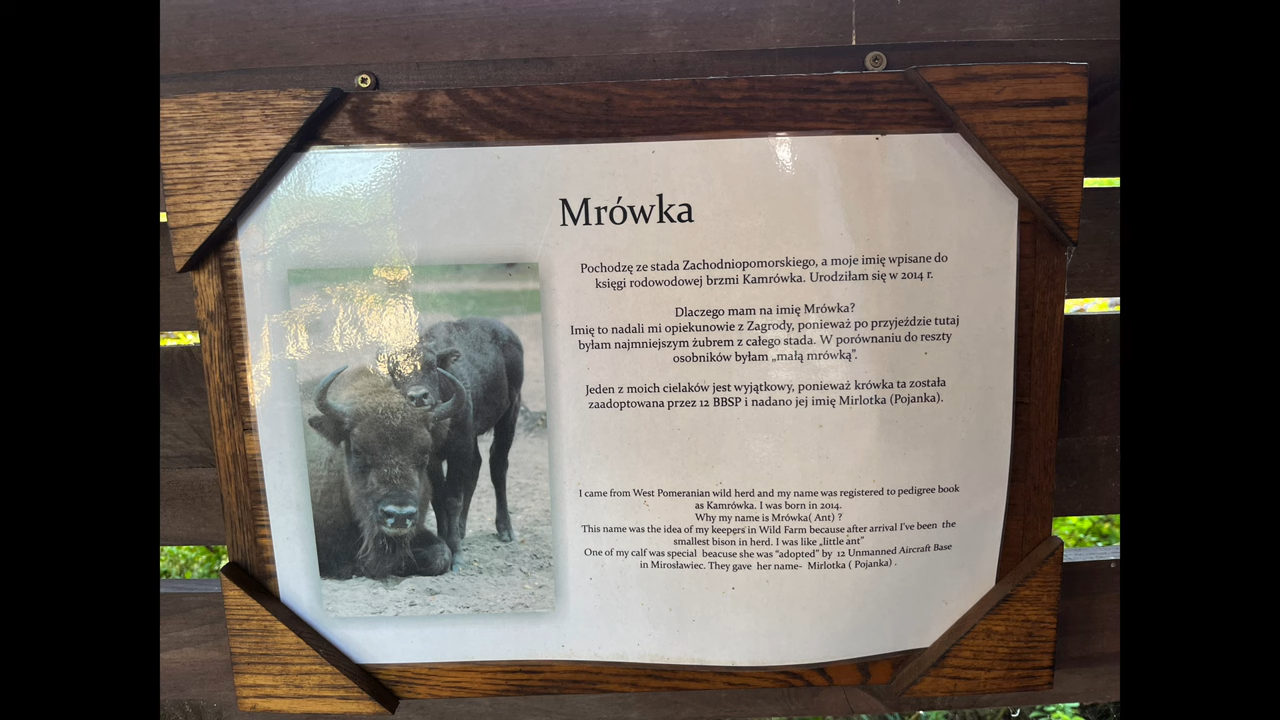 Mrówka
Pochodzę ze stada Zachodniopomorskiego, a moje imię wpisane do
księgi rodowodowej brzmi Kamrówka. Urodziłam się w 2014 r.
Dlaczego mam na imię Mrówka?
Imię to nadali mi opiekunowie z Zagrody, ponieważ po przyjeździe tutaj
byłam najmniejszym żubrem z całego stada. W porównaniu do reszty
osobników byłam „małą mrówką”.
Jeden z moich cielaków jest wyjątkowy, ponieważ krówka ta została
zaadoptowana przez 12 BBSP i nadano jej imię Mirlotka (Pojanka).
I came from West Pomeranian wild herd and my name was registered to pedigree book
as Kamrówka. I was born in 2014.
Why my name is Mrówka( Ant) ?
This name was the idea of my keepers in Wild Farm because after arrival I've been the
smallest bison in herd. I was like „little ant”
One of my calf was special beacuse she was “adopted” by 12 Unmanned Aircraft Base
in Mirosławiec. They gave her name- Mirlotka ( Pojanka) .